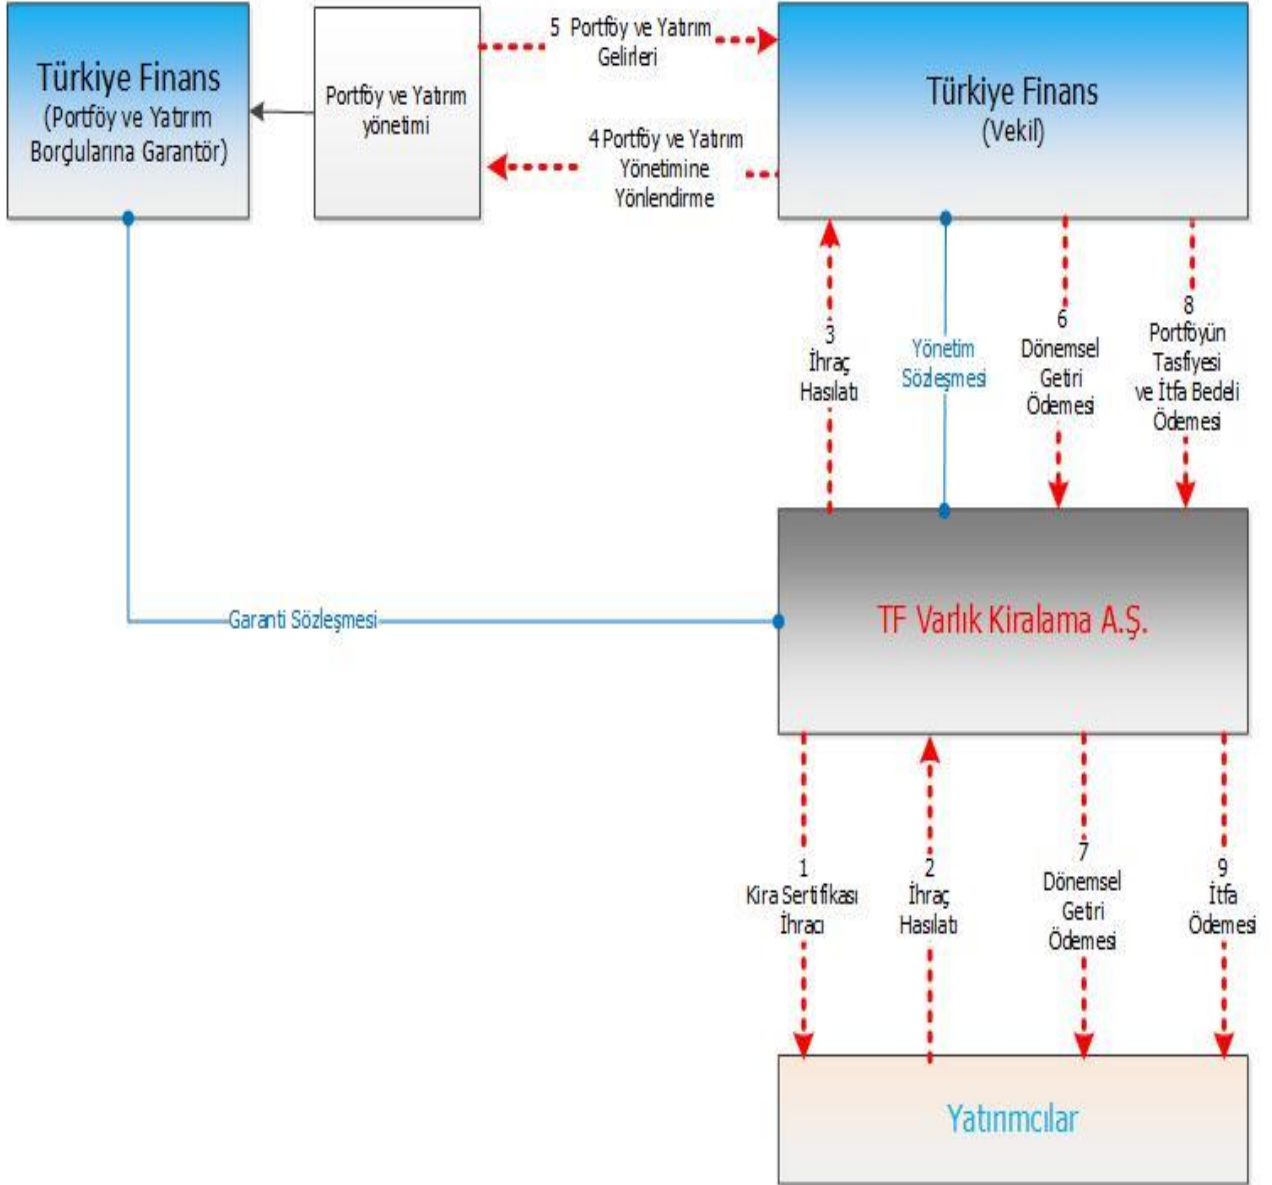 Türkiye Finans
(Portföy ve Yatırım
Borçlularına Garantör)
Portföy ve Yatırım
yönetimi
5 Portföy ve Yatırım
Gelirleri
4 Portföy ve Yatırım
Yönetimine
Yönlendirme
Türkiye Finans
(Vekil)
3
İhraç
Hasılatı
Yönetim
Sözleşmesi
6
Dönemsel
Getiri
Ödemesi
8
Portföyün
Tasfiyesi
ve İtfa Bedeli
Ödemesi
Garanti Sözleşmesi
TF Varlık Kiralama A.Ş.
1
Kira Sertifikası
İhracı
2
İhraç
Hasılatı
7
Dönemsel
Getiri
Ödemesi
9
İtfa
Ödemesi
Yatırımcılar